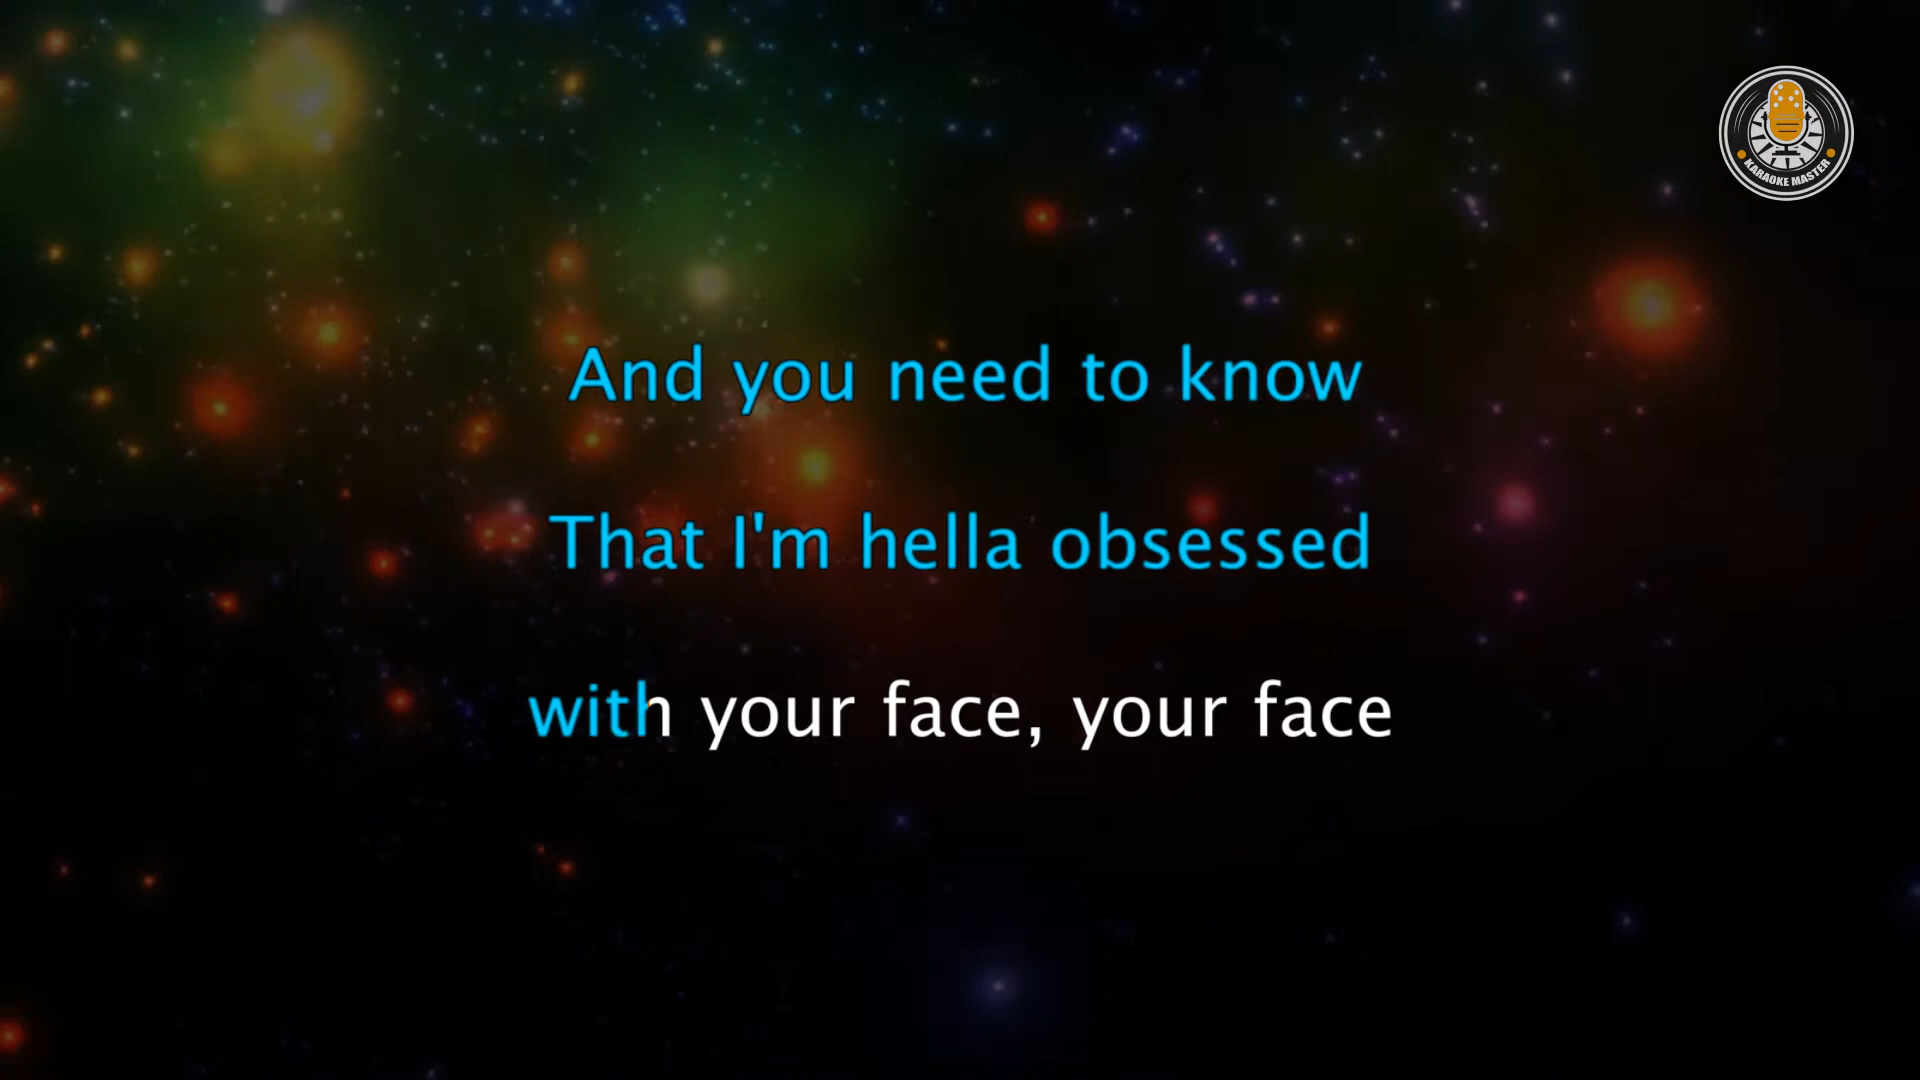 KARAOKE MASTER
And you need to know
That I'm hella obsessed
with your face, your face